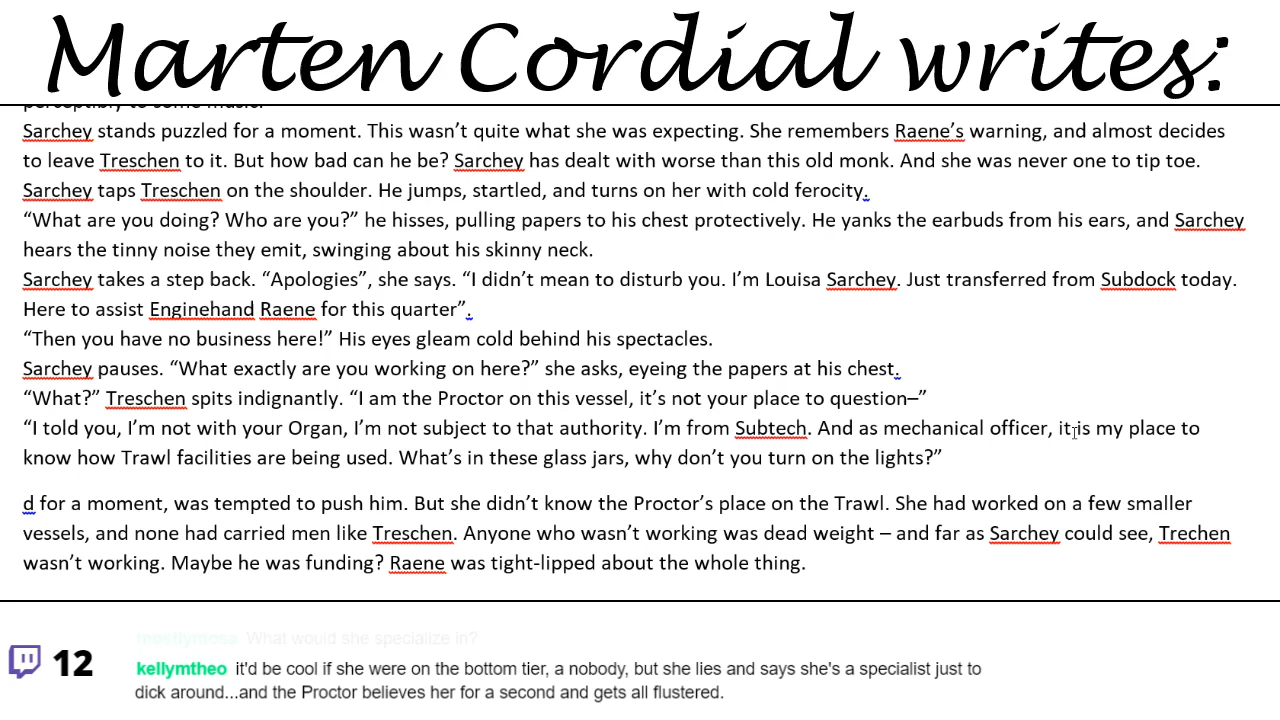 Marten Cordial writes:
perceptibly to some music.
Sarchey stands puzzled for a moment. This wasn’t quite what she was expecting. She remembers Raene’s warning, and almost decides
to leave Treschen to it. But how bad can he be? Sarchey has dealt with worse than this old monk. And she was never one to tip toe.
Sarchey taps Treschen on the shoulder. He jumps, startled, and turns on her with cold ferocity.
“What are you doing? Who are you?” he hisses, pulling papers to his chest protectively. He yanks the earbuds from his ears, and Sarchey
hears the tinny noise they emit, swinging about his skinny neck.
Sarchey takes a step back. “Apologies”, she says. “I didn’t mean to disturb you. I’m Louisa Sarchey. Just transferred from Subdock today.
Here to assist Enginehand Raene for this quarter”.
“Then you have no business here!” His eyes gleam cold behind his spectacles.
Sarchey pauses. “What exactly are you working on here?” she asks, eyeing the papers at his chest.
“What?” Treschen spits indignantly. “I am the Proctor on this vessel, it’s not your place to question–”
“I told you, I’m not with your Organ, I’m not subject to that authority. I’m from Subtech. And as mechanical officer, it is my place to
know how Trawl facilities are being used. What’s in these glass jars, why don’t you turn on the lights?”
d for a moment, was tempted to push him. But she didn’t know the Proctor’s place on the Trawl. She had worked on a few smaller
vessels, and none had carried men like Treschen. Anyone who wasn’t working was dead weight – and far as Sarchey could see, Trechen
wasn’t working. Maybe he was funding? Raene was tight-lipped about the whole thing.
12
mostlymosa What would she specialize in?
kellymtheo it'd be cool if she were on the bottom tier, a nobody, but she lies and says she's a specialist just to
dick around...and the Proctor believes her for a second and gets all flustered.